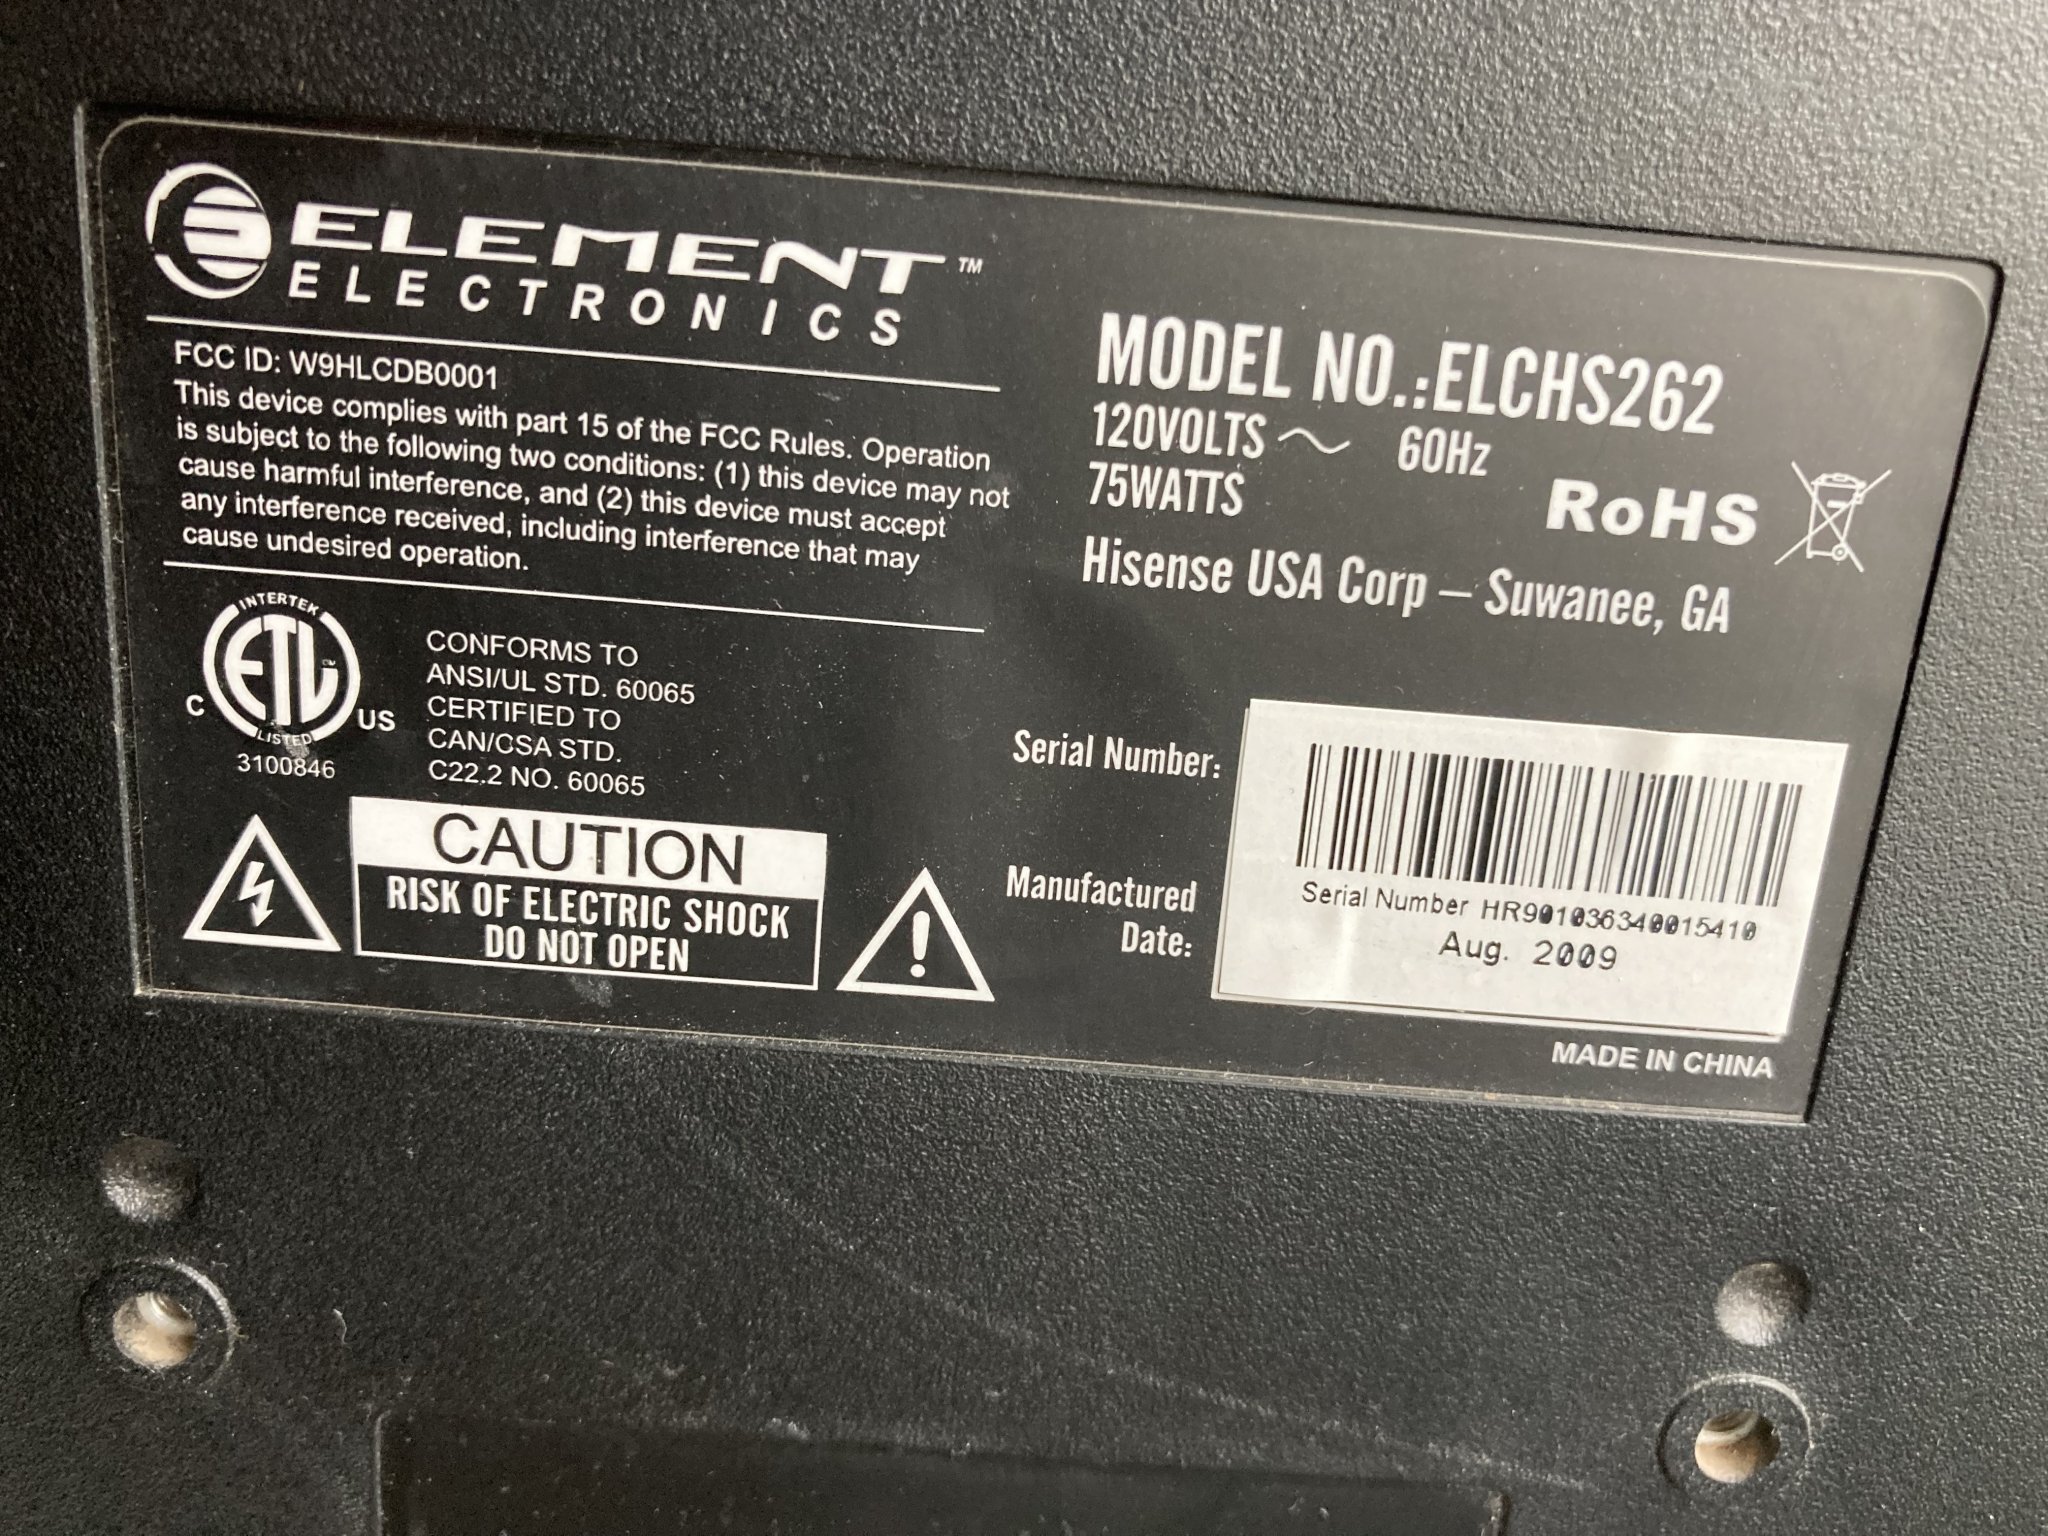 ELEMENT™
ELECTRONICS
FCC ID: W9HLCDB0001
This device complies with part 15 of the FCC Rules. Operation
is subject to the following two conditions: (1) this device may not
cause harmful interference, and (2) this device must accept
any interference received, including interference that may
cause undesired operation.
INTERTEK
ETL
LISTED
C
US
3100846
CONFORMS TO
ANSI/UL STD. 60065
CERTIFIED TO
CAN/CSA STD.
C22.2 NO. 60065
CAUTION
RISK OF ELECTRIC SHOCK
DO NOT OPEN
MODEL NO.:ELCHS262
120VOLTS ~ 60Hz
75WATTS
RoHS
Hisense USA Corp – Suwanee, GA
Serial Number:
Serial Number HR901036340015410
Manufactured
Date:
Aug. 2009
MADE IN CHINA